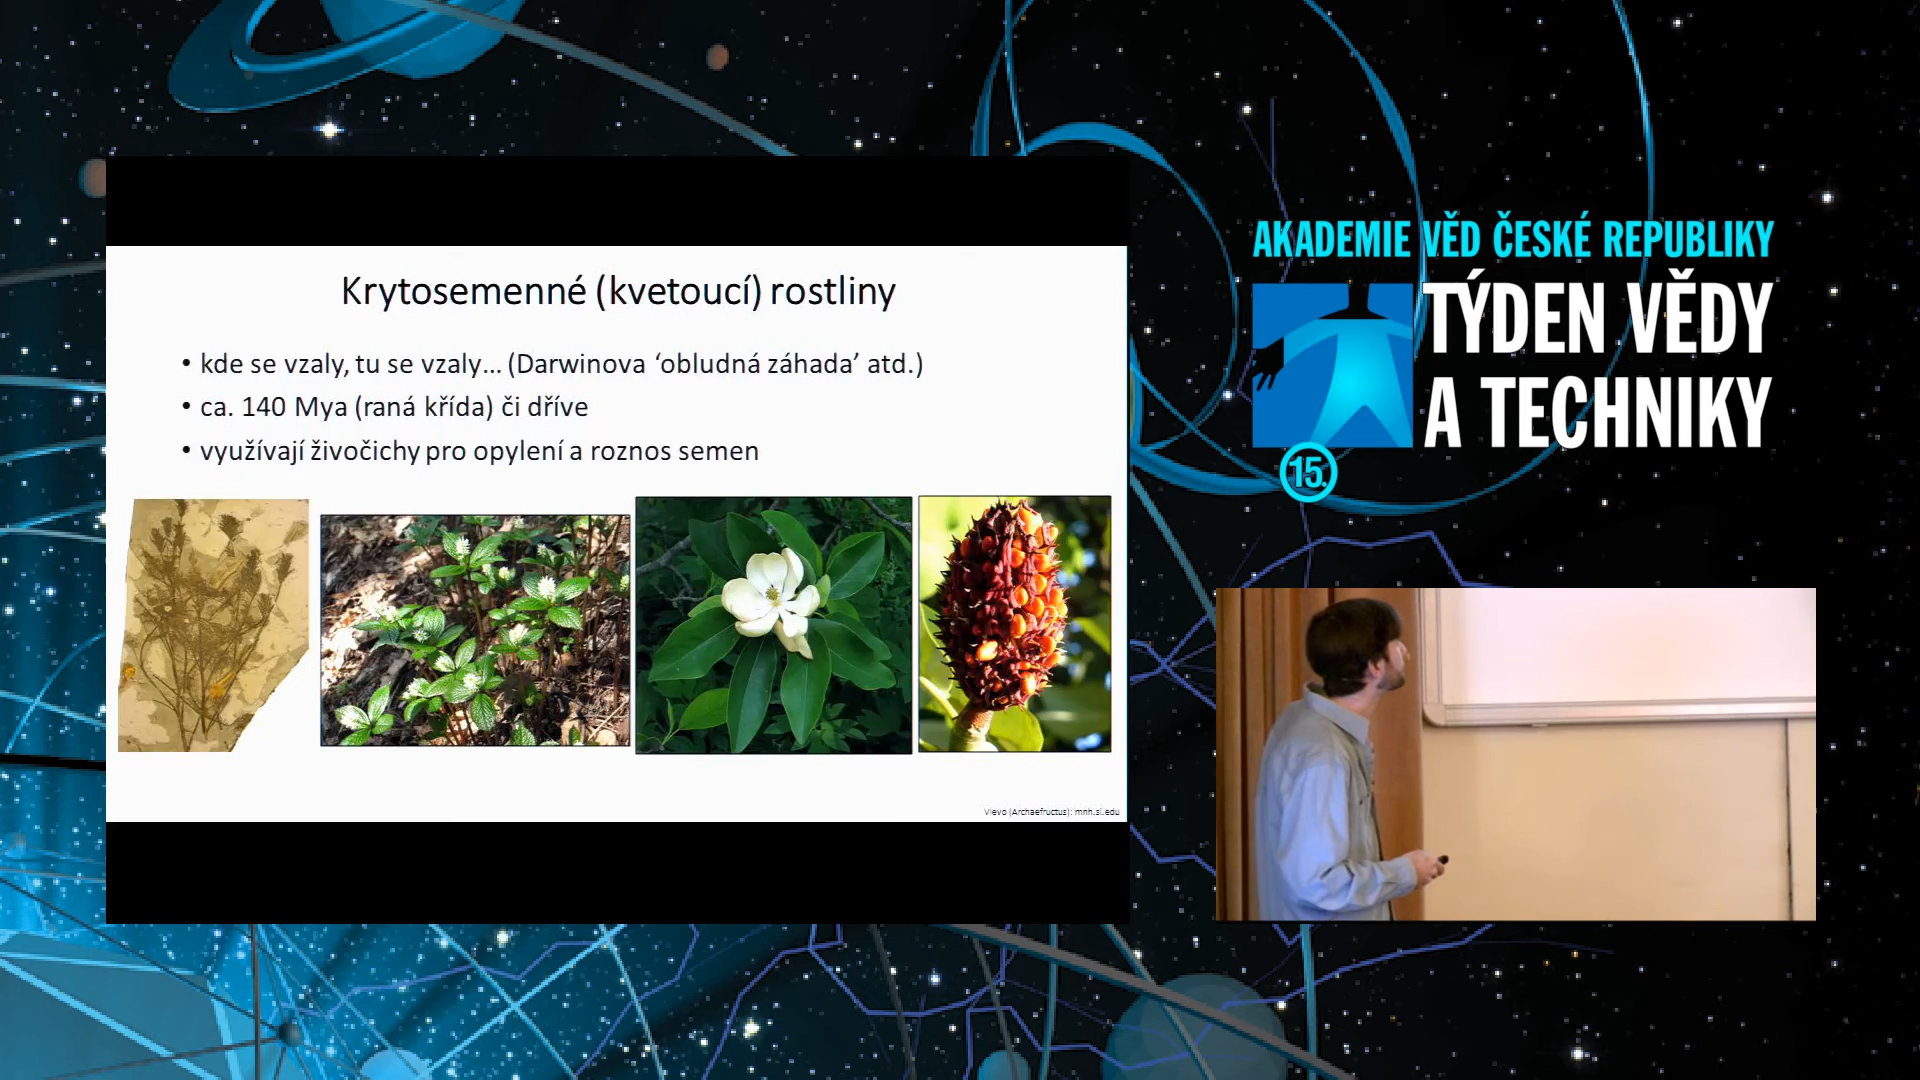 Krytosemenné (kvetoucí) rostliny
• kde se vzaly, tu se vzaly... (Darwinova ‘obludná záhada’ atd.)
• ca. 140 Mya (raná křída) či dříve
• využívají živočichy pro opylení a roznos semen
Vlevo (Archaefructus): mnh.si.edu
AKADEMIE VĚD ČESKÉ REPUBLIKY
TÝDEN VĚDY
A TECHNIKY
15.